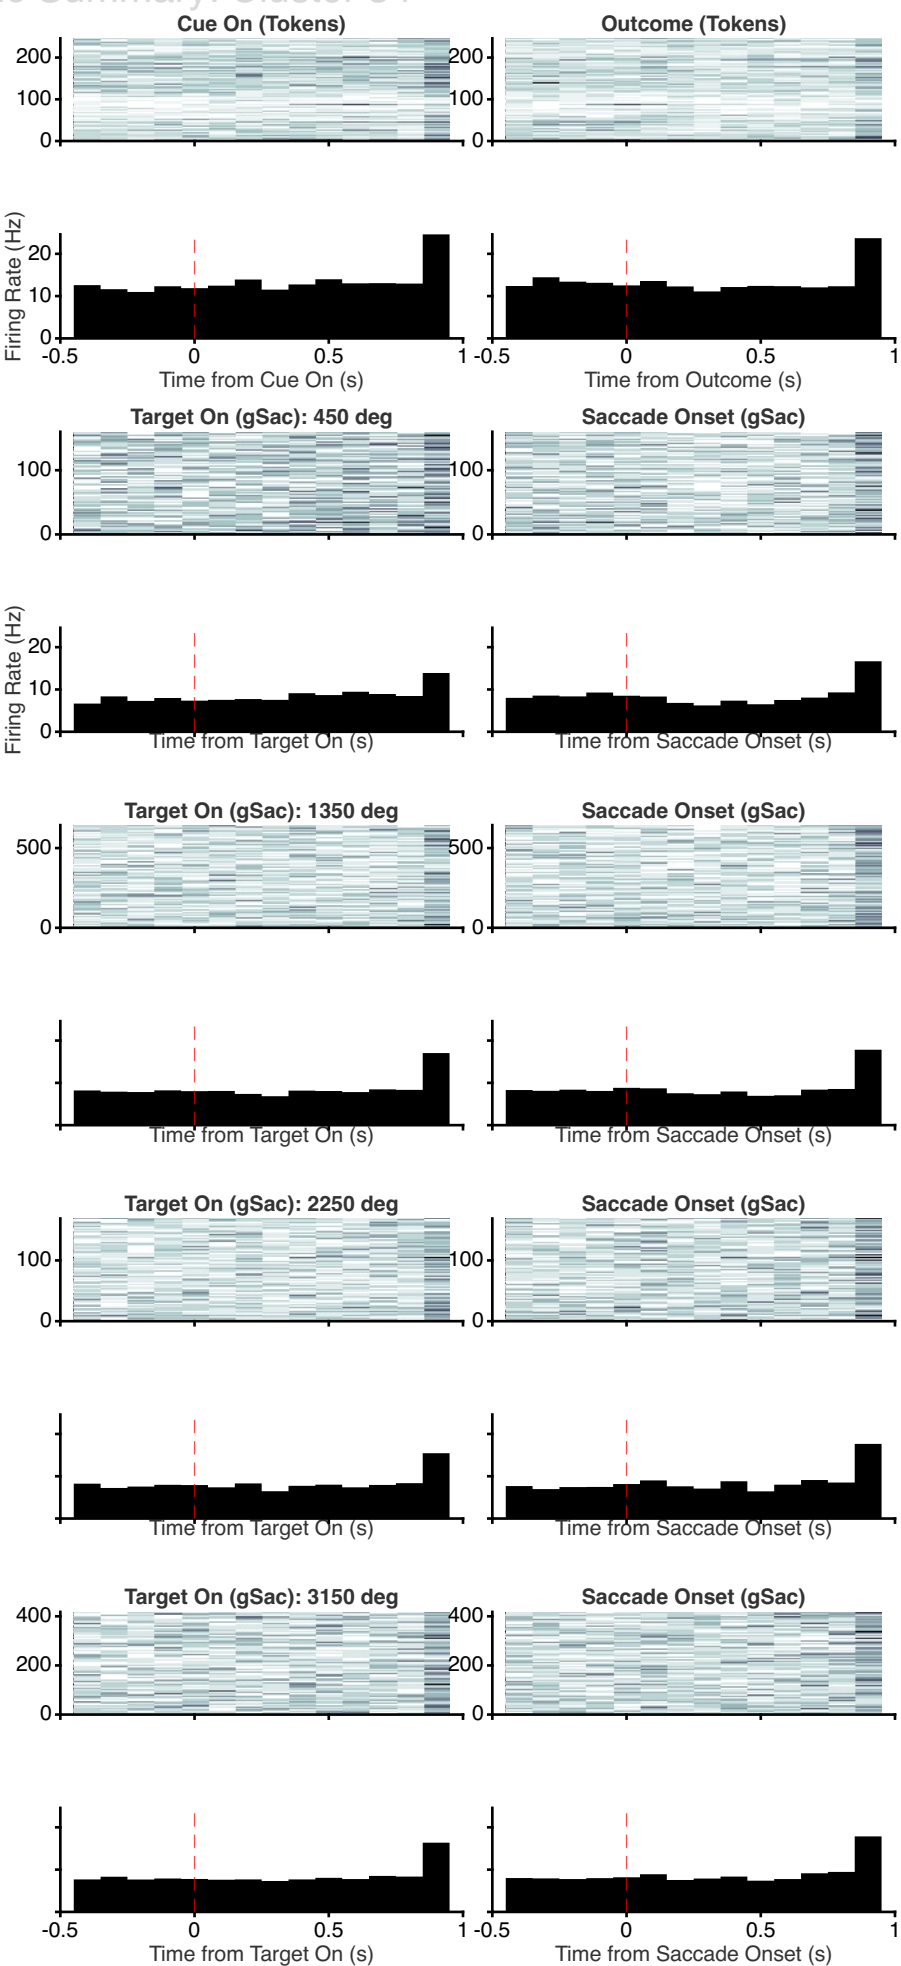 Summary: Cluster
Cue On (Tokens) Outcome (Tokens)
200 200
100 100
0 0
Firing Rate (Hz)
20
10
0
-0.5 0 0.5 1 -0.5 0 0.5 1
Time from Cue On (s) Time from Outcome (s)
Target On (gSac): 450 deg Saccade Onset (gSac)
100 100
0 0
Firing Rate (Hz)
20
10
0
Time from Target On (s) Time from Saccade Onset (s)
Target On (gSac): 1350 deg Saccade Onset (gSac)
500 500
0 0
Time from Target On (s) Time from Saccade Onset (s)
Target On (gSac): 2250 deg Saccade Onset (gSac)
100 100
0 0
Time from Target On (s) Time from Saccade Onset (s)
Target On (gSac): 3150 deg Saccade Onset (gSac)
400 400
200 200
0 0
-0.5 0 0.5 1 -0.5 0 0.5 1
Time from Target On (s) Time from Saccade Onset (s)